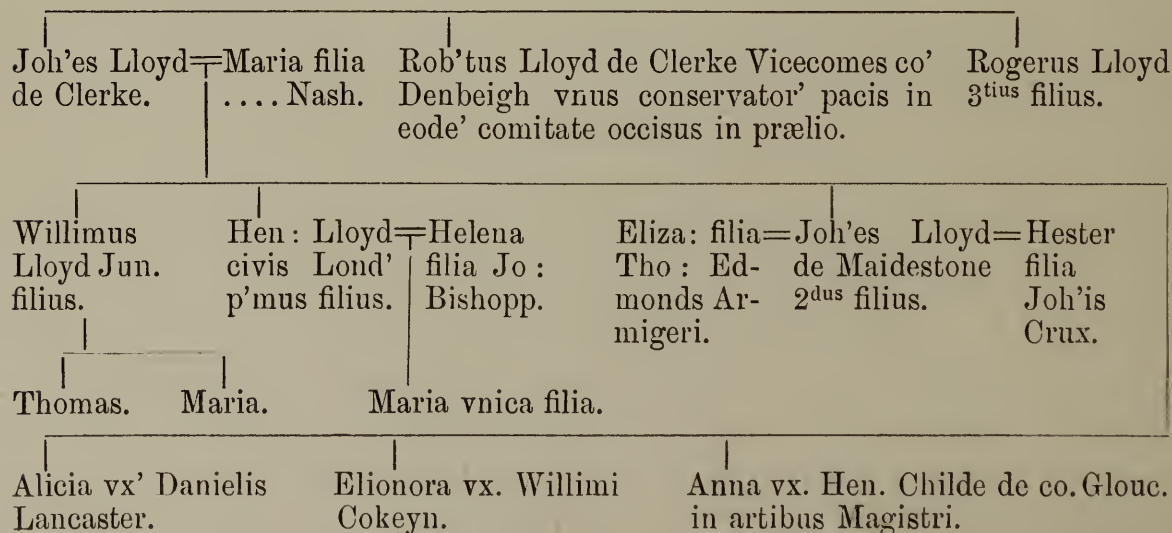 Joh'es Lloyd=Maria filia
de Clerke. .... Nash.
Rob'tus Lloyd de Clerke Vicecomes co'
Denbeigh vnus conservator' pacis in
eode' comitate occisus in prælio.
Rogerus Lloyd
3tius filius.
Willimus
Lloyd Jun.
filius.
Hen: Lloyd=Helena
civis Lond' filia Jo:
p'mus filius. Bishopp.
Eliza: filia=Joh'es Lloyd=Hester
Tho: Ed- de Maidestone filia
monds Ar- 2dus filius. Joh'is
migeri. Crux.
Thomas. Maria. Maria vnica filia.
Alicia vx' Danielis
Lancaster.
Elionora vx. Willimi
Cokeyn.
Anna vx. Hen. Childe de co. Glouc.
in artibus Magistri.